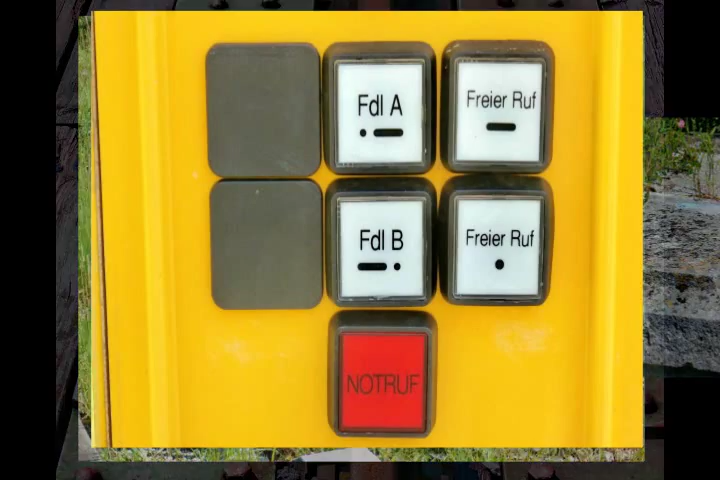 Fdl A
•–
Freier Ruf
–
Fdl B
–•
Freier Ruf
•
NOTRUF